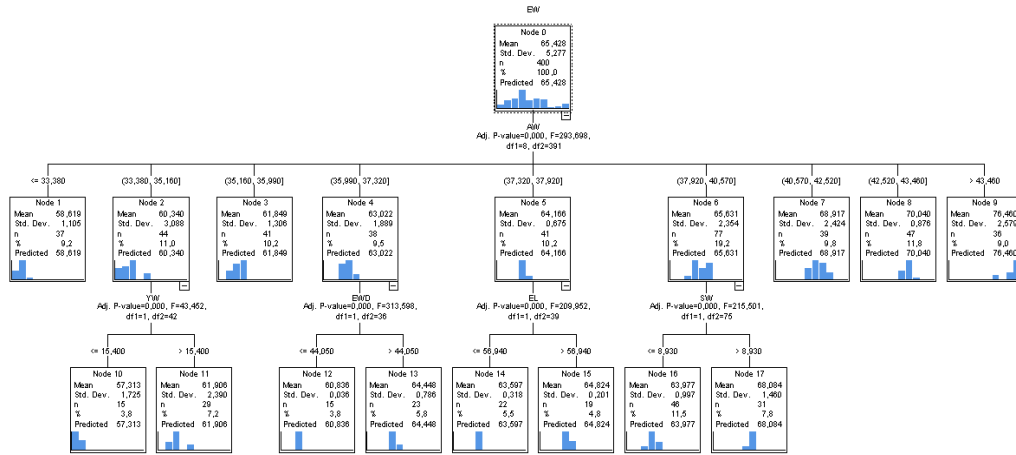 EW
Node 0
Mean 65,428
Std. Dev. 5,277
n 400
% 100,0
Predicted 65,428
AW
Adj. P-value=0,000, F=293,698,
df1=8, df2=391
<= 33,380
(33,380, 35,160]
(35,160, 35,990]
(35,990, 37,320]
(37,320, 37,920]
(37,920, 40,570]
(40,570, 42,520]
(42,520, 43,460]
> 43,460
Node 1
Mean 58,619
Std. Dev. 1,105
n 37
% 9,2
Predicted 58,619
Node 2
Mean 60,340
Std. Dev. 3,088
n 44
% 11,0
Predicted 60,340
Node 3
Mean 61,849
Std. Dev. 1,306
n 41
% 10,2
Predicted 61,849
Node 4
Mean 63,022
Std. Dev. 1,889
n 38
% 9,5
Predicted 63,022
Node 5
Mean 64,166
Std. Dev. 0,675
n 41
% 10,2
Predicted 64,166
Node 6
Mean 65,631
Std. Dev. 2,354
n 77
% 19,2
Predicted 65,631
Node 7
Mean 68,917
Std. Dev. 2,424
n 39
% 9,8
Predicted 68,917
Node 8
Mean 70,040
Std. Dev. 0,876
n 47
% 11,8
Predicted 70,040
Node 9
Mean 76,460
Std. Dev. 2,579
n 36
% 9,0
Predicted 76,460
YW
Adj. P-value=0,000, F=43,452,
df1=1, df2=42
EWD
Adj. P-value=0,000, F=313,598,
df1=1, df2=36
EL
Adj. P-value=0,000, F=209,952,
df1=1, df2=39
SW
Adj. P-value=0,000, F=215,501,
df1=1, df2=75
<= 15,400
> 15,400
<= 44,050
> 44,050
<= 56,940
> 56,940
<= 8,930
> 8,930
Node 10
Mean 57,313
Std. Dev. 1,725
n 15
% 3,8
Predicted 57,313
Node 11
Mean 61,906
Std. Dev. 2,390
n 29
% 7,2
Predicted 61,906
Node 12
Mean 60,836
Std. Dev. 0,036
n 15
% 3,8
Predicted 60,836
Node 13
Mean 64,448
Std. Dev. 0,786
n 23
% 5,8
Predicted 64,448
Node 14
Mean 63,597
Std. Dev. 0,318
n 22
% 5,5
Predicted 63,597
Node 15
Mean 64,824
Std. Dev. 0,201
n 19
% 4,8
Predicted 64,824
Node 16
Mean 63,977
Std. Dev. 0,997
n 46
% 11,5
Predicted 63,977
Node 17
Mean 68,084
Std. Dev. 1,460
n 31
% 7,8
Predicted 68,084